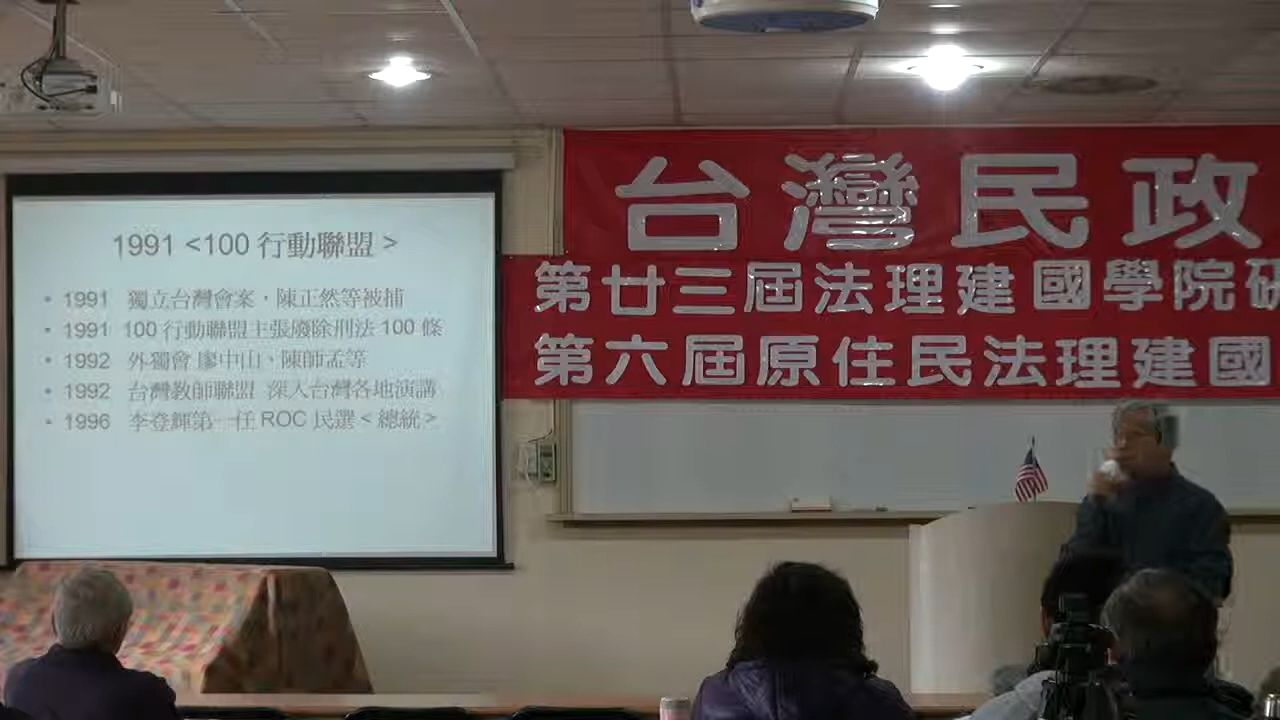 1991 <100 行動聯盟 >
• 1991 獨立台灣會案，陳正然等被捕
• 1991 100 行動聯盟主張廢除刑法 100 條
• 1992 外獨會 廖中山、陳師孟等
• 1992 台灣教師聯盟 深入台灣各地演講
• 1996 李登輝第一任 ROC 民選 < 總統 >
台灣民政
第廿三屆法理建國學院研
第六屆原住民法理建國